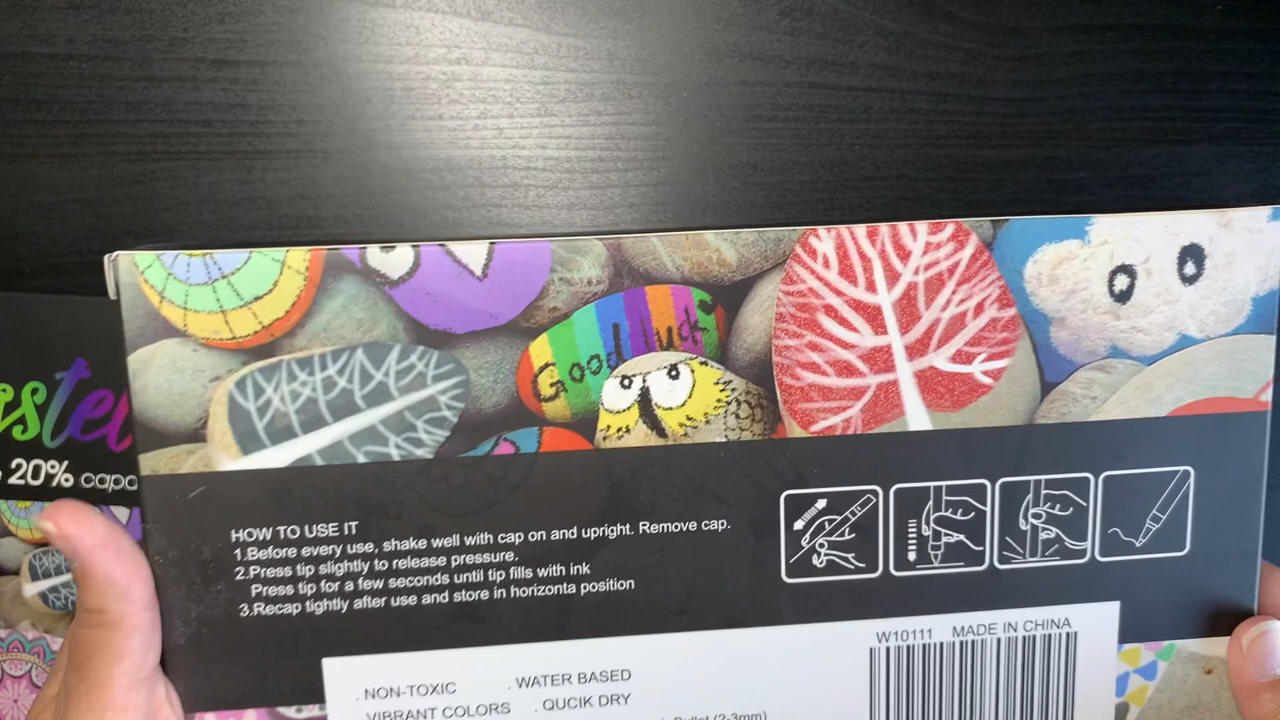 Good luck
20% capa
HOW TO USE IT
1.Before every use, shake well with cap on and upright. Remove cap.
2.Press tip slightly to release pressure.
Press tip for a few seconds until tip fills with ink
3.Recap tightly after use and store in horizonta position
W10111 MADE IN CHINA
. NON-TOXIC . WATER BASED
VIBRANT COLORS . QUCIK DRY
(2-3mm)